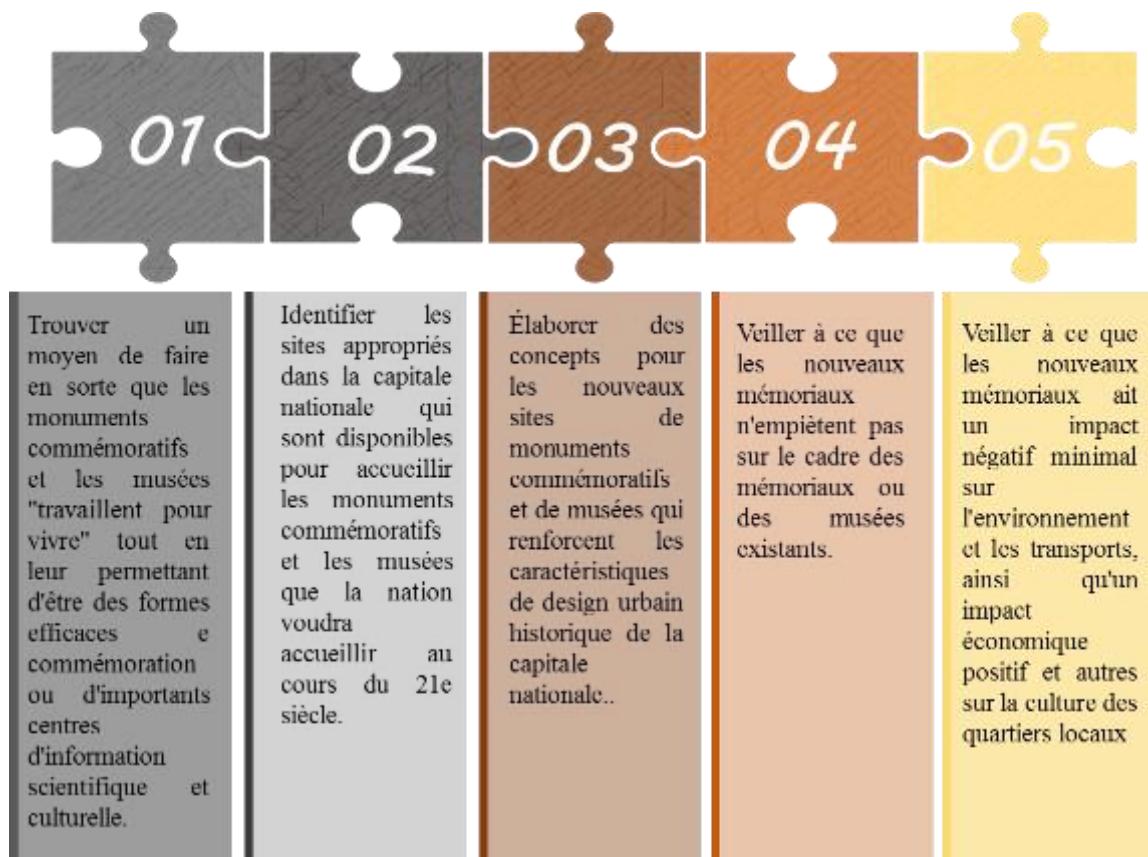 01
02
03
04
05
Trouver un
moyen de faire
en sorte que les
monuments
commémoratifs
et les musées
"travaillent pour
vivre" tout en
leur permettant
d'être des formes
efficaces e
commémoration
ou d'importants
centres
d'information
scientifique et
culturelle.
Identifier les
sites appropriés
dans la capitale
nationale qui
sont disponibles
pour accueillir
les monuments
commémoratifs
et les musées
que la nation
voudra
accueillir au
cours du 21e
siècle.
Élaborer des
concepts pour
les nouveaux
sites de
monuments
commémoratifs
et de musées qui
renforcent les
caractéristiques
de design urbain
historique de la
capitale
nationale..
Veiller à ce que
les nouveaux
mémoriaux
n'empiètent pas
sur le cadre des
mémoriaux ou
des musées
existants.
Veiller à ce que
les nouveaux
mémoriaux ait
un impact
négatif minimal
sur
l'environnement
et les transports,
ainsi qu'un
impact
économique
positif et autres
sur la culture des
quartiers locaux